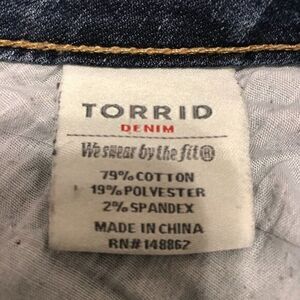 TORRID
DENIM
We swear by the fit®
79% COTTON
19% POLYESTER
2% SPANDEX
MADE IN CHINA
RN# 148862